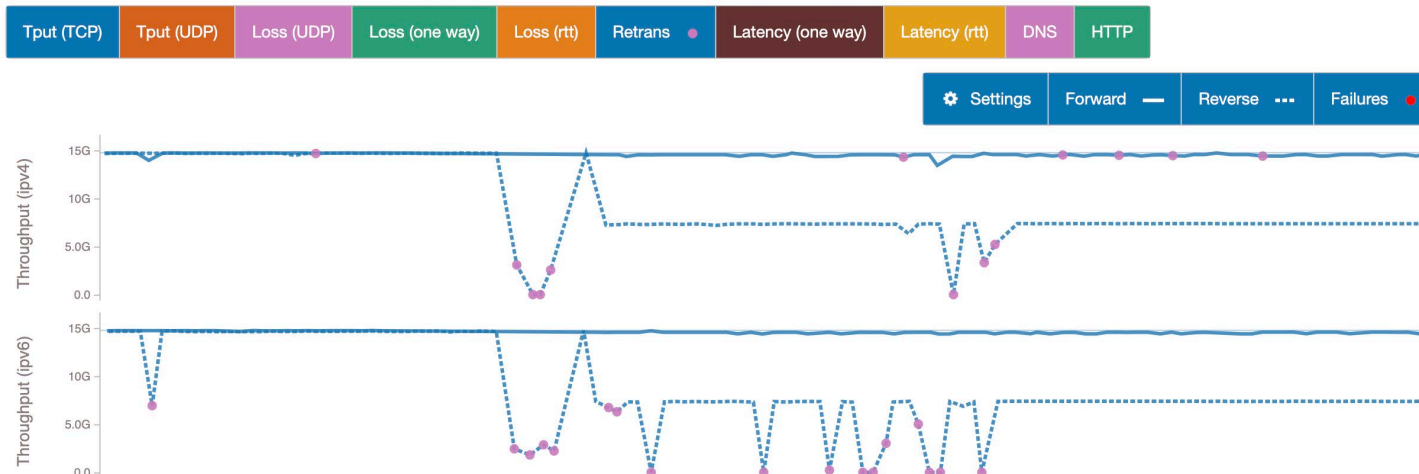 Tput (TCP) Tput (UDP) Loss (UDP) Loss (one way) Loss (rtt) Retrans Latency (one way) Latency (rtt) DNS HTTP
Settings Forward Reverse Failures
Throughput (ipv4)
15G
10G
5.0G
0.0
Throughput (ipv6)
15G
10G
5.0G
0.0